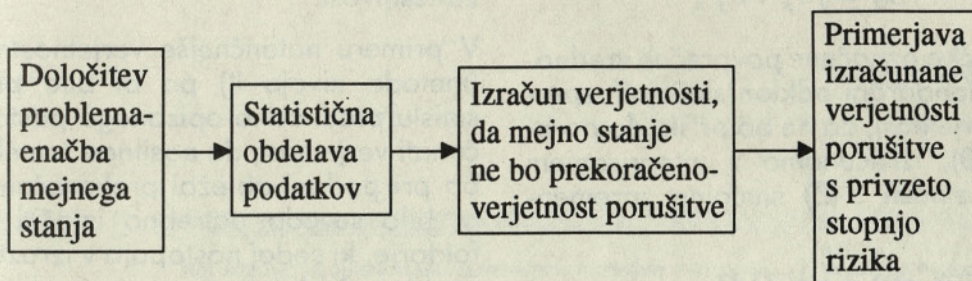 Določitev
problema-
enačba
mejnega
stanja
Statistična
obdelava
podatkov
Izračun verjetnosti,
da mejno stanje
ne bo prekoračeno-
verjetnost porušitve
Primerjava
izračunane
verjetnosti
porušitve
s privzeto
stopnjo
rizika